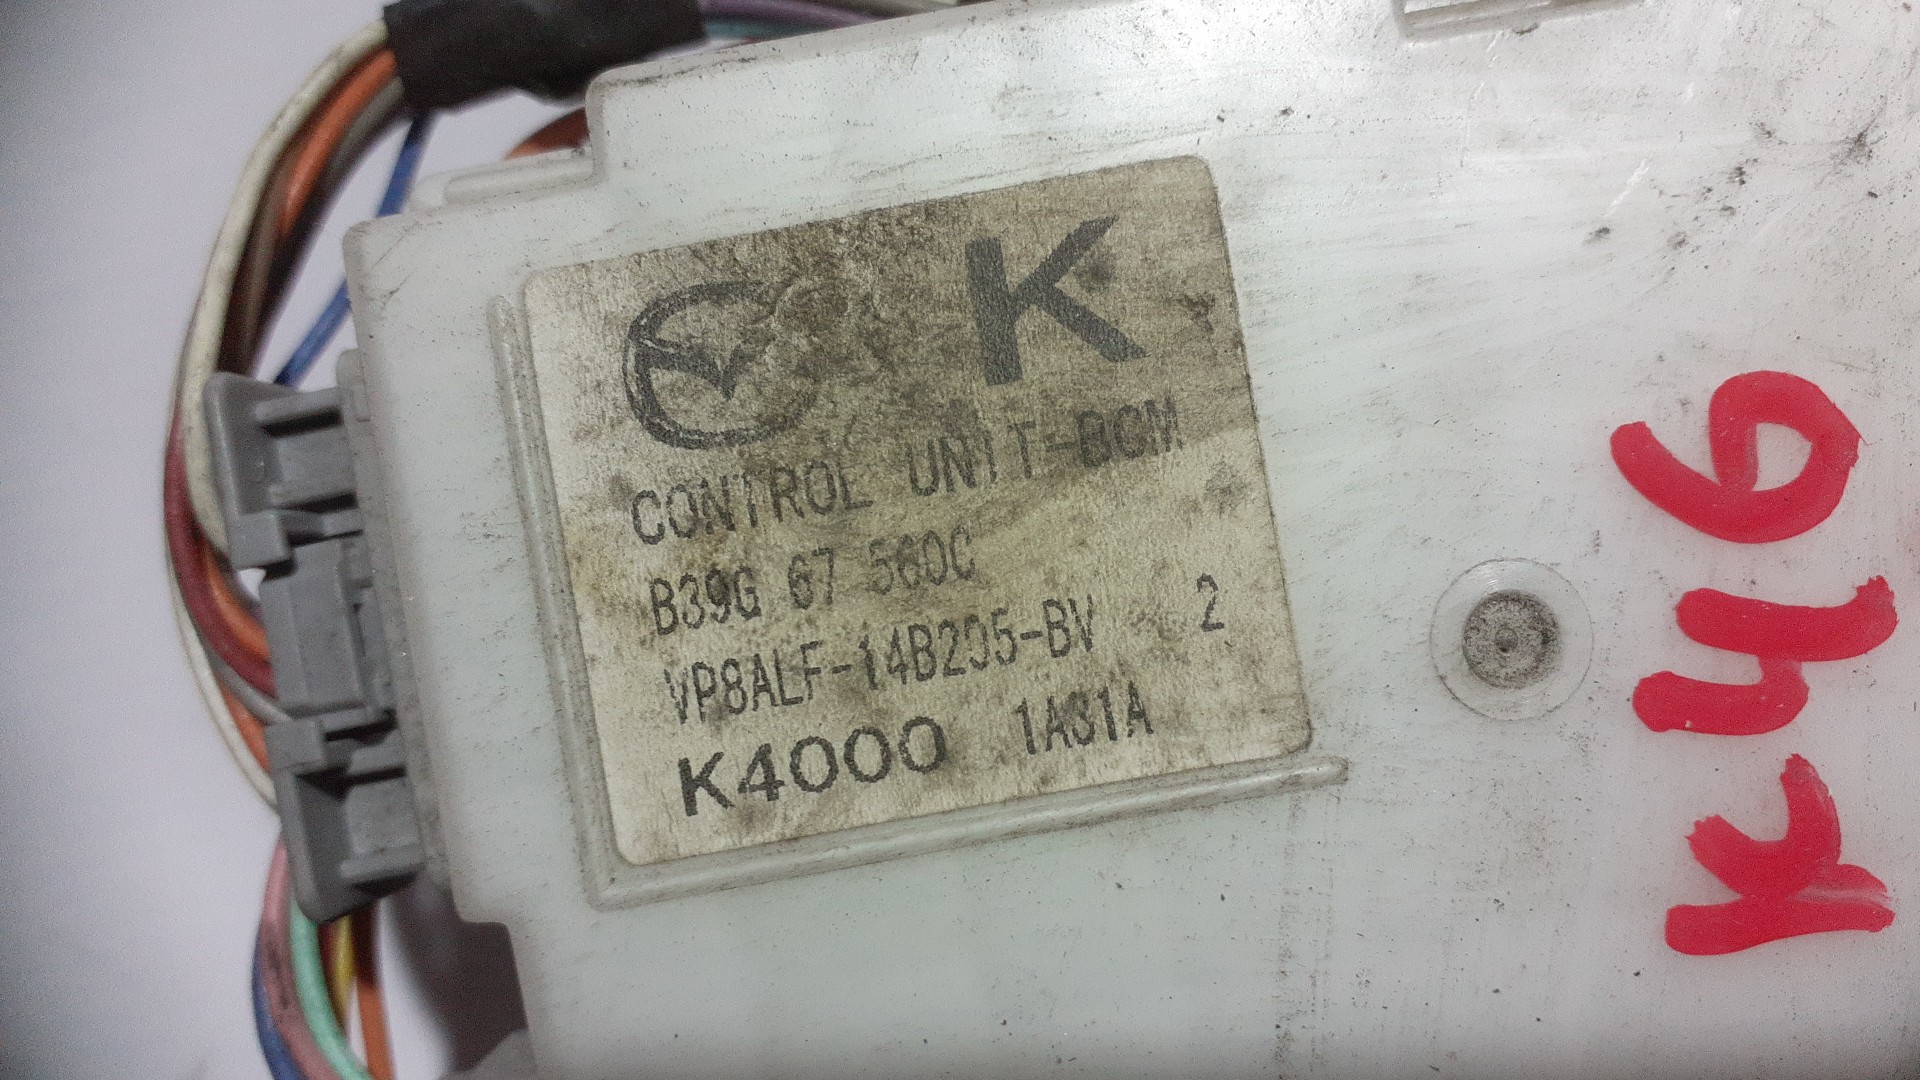 K
CONTROL UNIT-BCM
B39G 67 560C
VP8ALF-14B205-BV 2
K4000 1A31A
K46